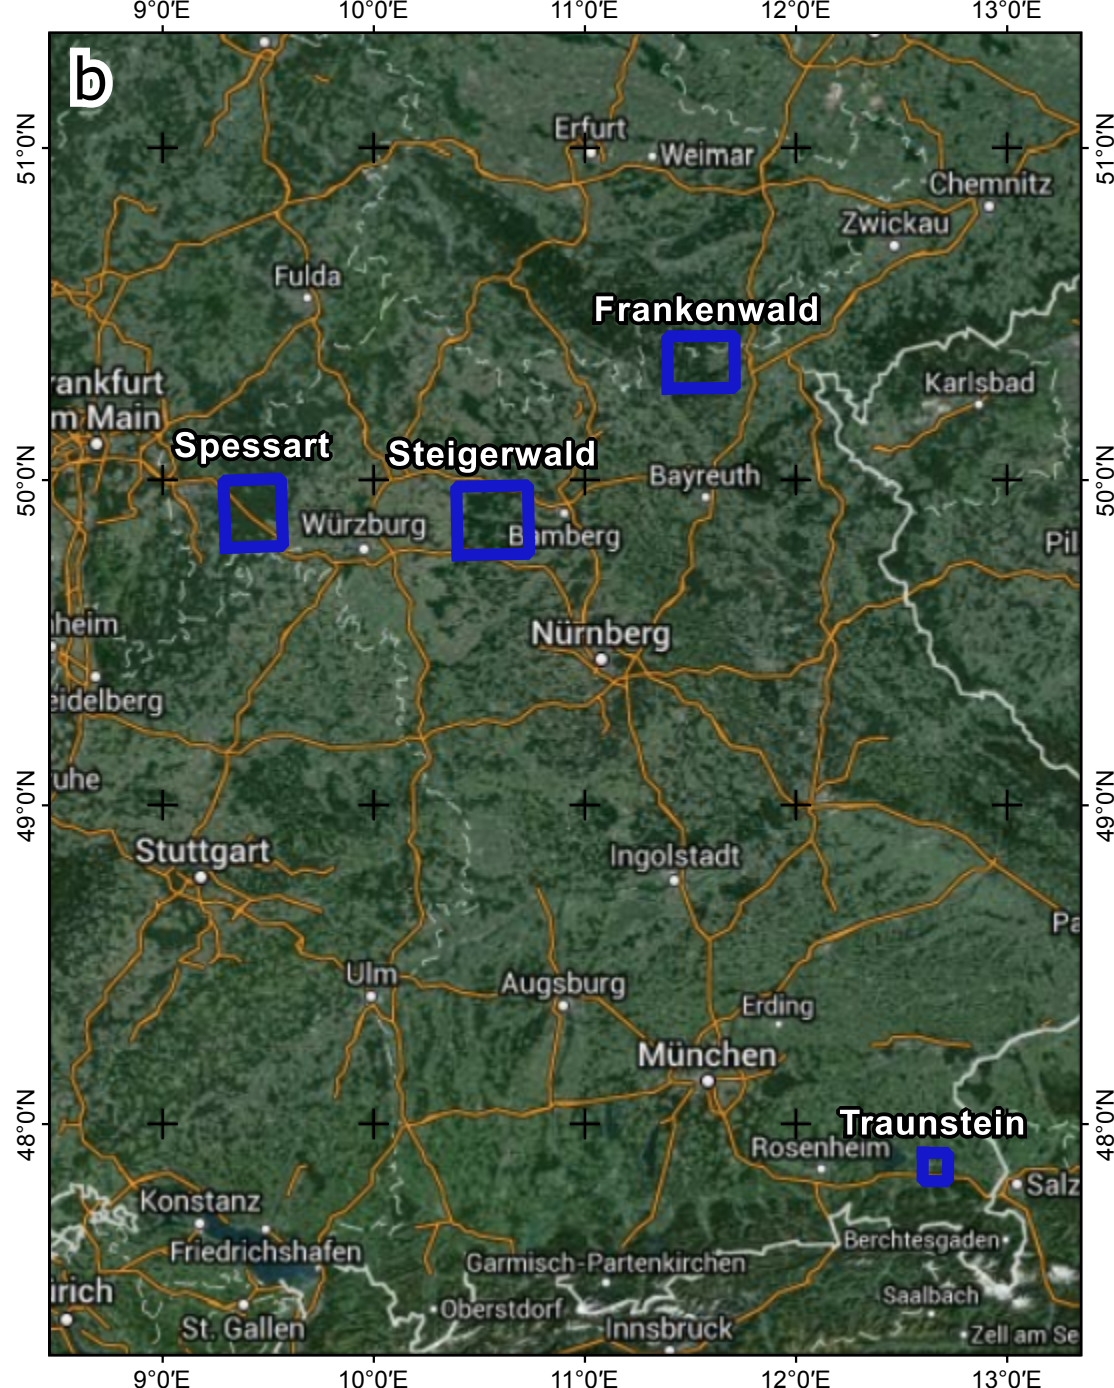 9°0′E 10°0′E 11°0′E 12°0′E 13°0′E
b
51°0′N
51°0′N
Erfurt
Weimar
Chemnitz
Zwickau
Fulda
Frankenwald
rankfurt
m Main
Karlsbad
Spessart
Steigerwald
50°0′N
50°0′N
Bayreuth
Würzburg
Bamberg
Pil
nheim
Nürnberg
eidelberg
uhe
49°0′N
49°0′N
Stuttgart
Ingolstadt
Pa
Ulm
Augsburg
Erding
München
48°0′N
48°0′N
Traunstein
Rosenheim
Salz
Konstanz
Friedrichshafen
Berchtesgaden
Garmisch-Partenkirchen
irich
Saalbach
Oberstdorf
St. Gallen
Innsbruck
Zell am Se
9°0′E 10°0′E 11°0′E 12°0′E 13°0′E